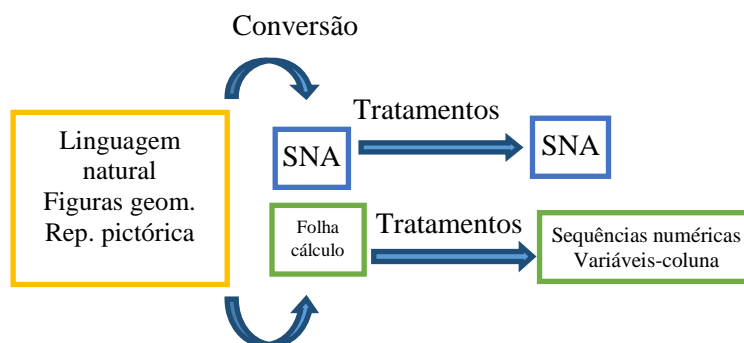 Conversão
Linguagem
natural
Figuras geom.
Rep. pictórica
SNA
Tratamentos
SNA
Folha
cálculo
Tratamentos
Sequências numéricas
Variáveis-coluna